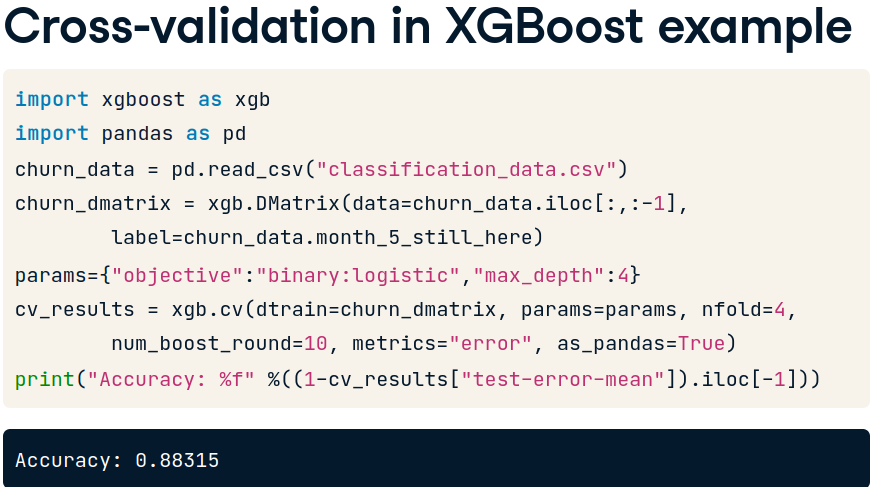 Cross-validation in XGBoost example
import xgboost as xgb
import pandas as pd
churn_data = pd.read_csv("classification_data.csv")
churn_dmatrix = xgb.DMatrix(data=churn_data.iloc[:,:-1],
        label=churn_data.month_5_still_here)
params={"objective":"binary:logistic","max_depth":4}
cv_results = xgb.cv(dtrain=churn_dmatrix, params=params, nfold=4,
        num_boost_round=10, metrics="error", as_pandas=True)
print("Accuracy: %f" %((1-cv_results["test-error-mean"]).iloc[-1]))
Accuracy: 0.88315